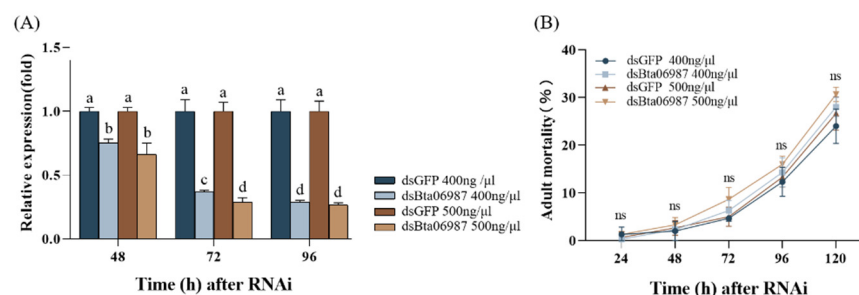 (A)
Relative expression(fold)
1.5
1.0
0.5
0.0
a a a a a a
b b
c d d d
48 72 96
Time (h) after RNAi
dsGFP 400ng /μl
dsBta06987 400ng/μl
dsGFP 500ng/μl
dsBta06987 500ng/μl
(B)
Adult mortality (%)
40
30
20
10
0
dsGFP 400ng/μl
dsBta06987 400ng/μl
dsGFP 500ng/μl
dsBta06987 500ng/μl
ns ns ns ns ns
24 48 72 96 120
Time (h) after RNAi